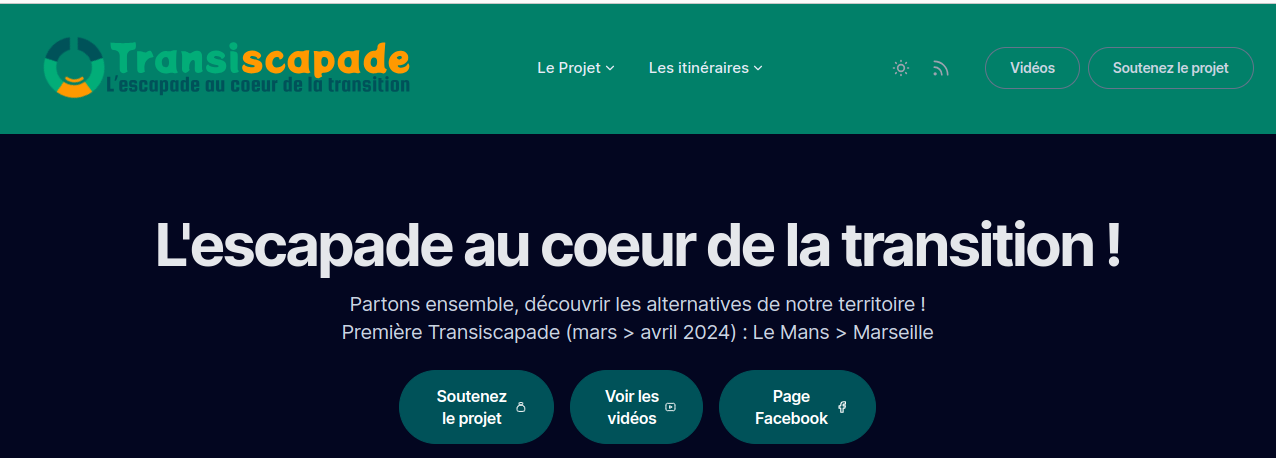 Transiscapade
L'escapade au coeur de la transition
Le Projet
Les itinéraires
Vidéos
Soutenez le projet
L'escapade au coeur de la transition !
Partons ensemble, découvrir les alternatives de notre territoire !
Première Transiscapade (mars > avril 2024) : Le Mans > Marseille
Soutenez
le projet
Voir les
vidéos
Page
Facebook